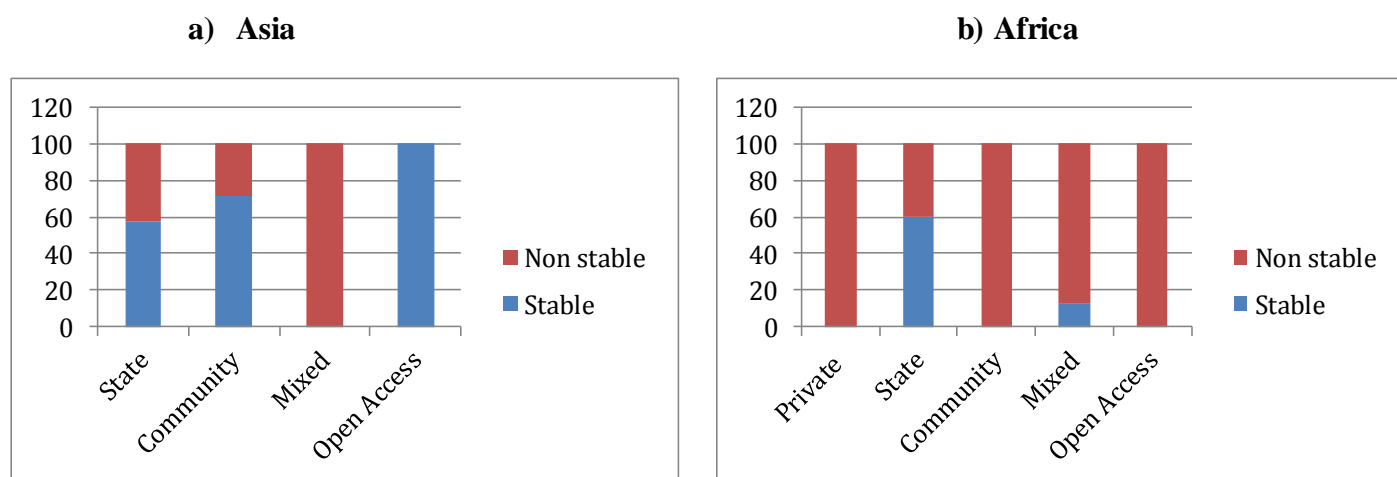 a) Asia
120
100
80
60
40
20
0
State
Community
Mixed
Open Access
Non stable
Stable
b) Africa
120
100
80
60
40
20
0
Private
State
Community
Mixed
Open Access
Non stable
Stable